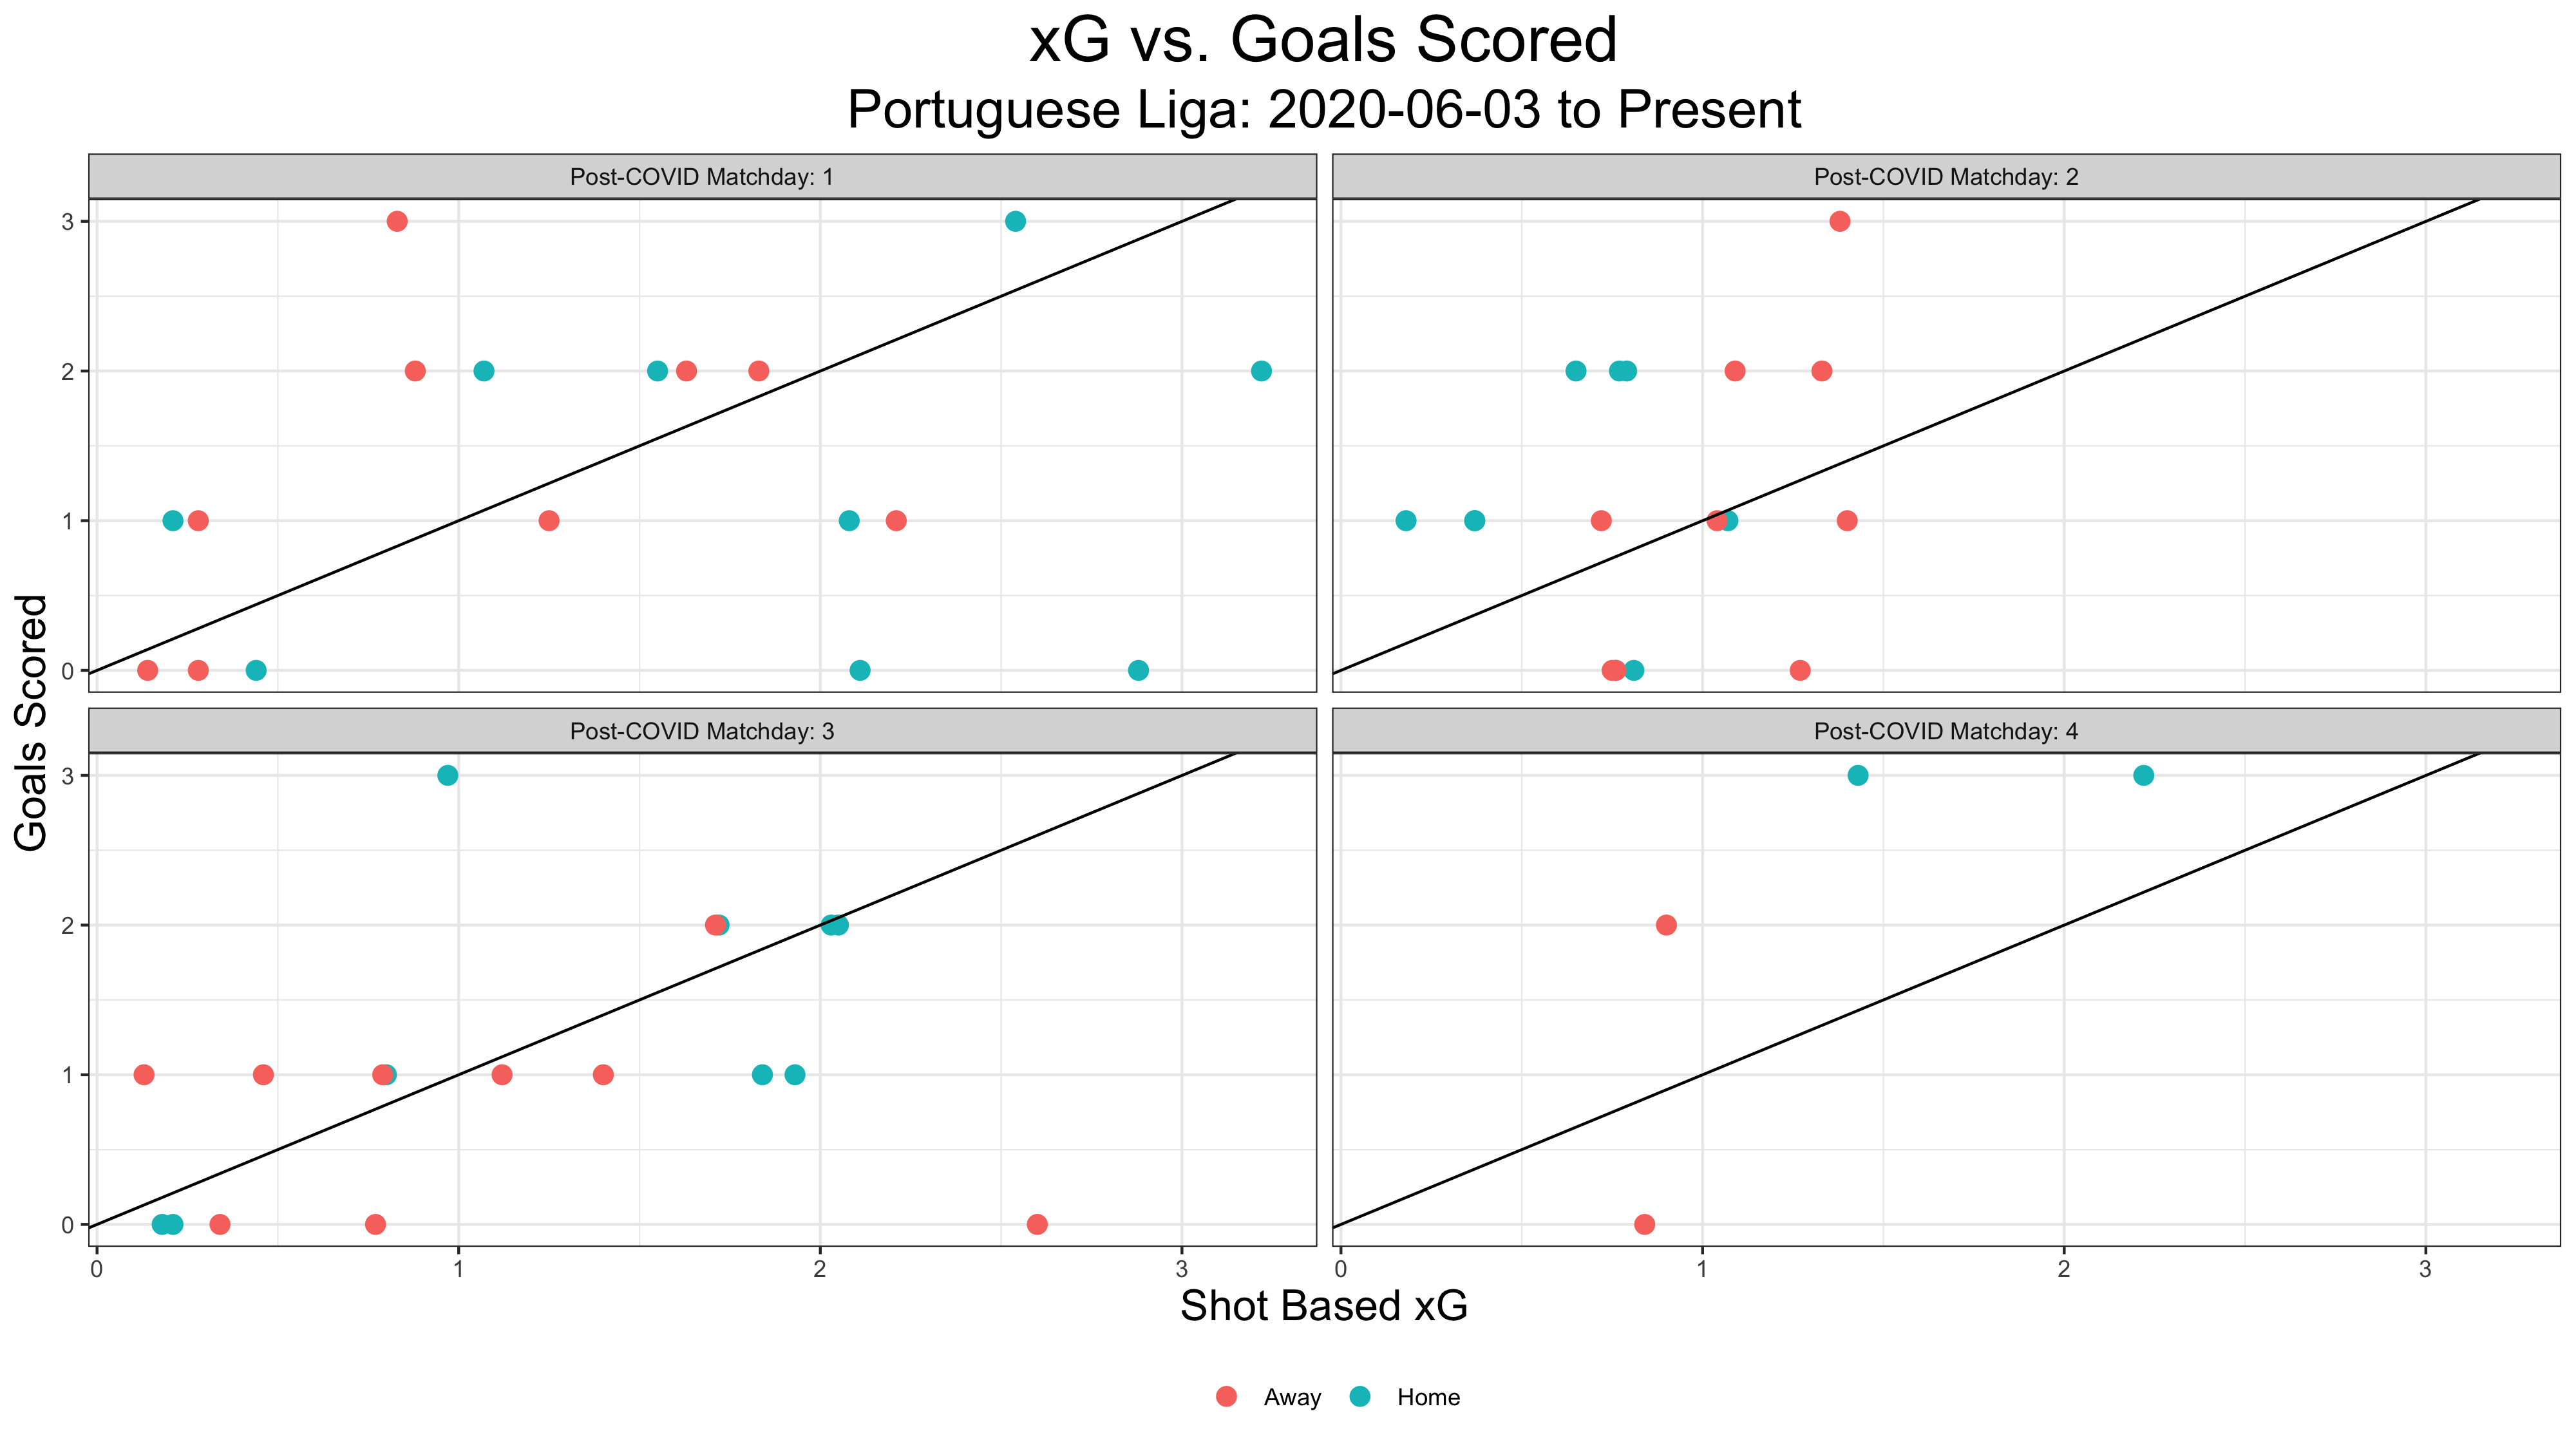 xG vs. Goals Scored
Portuguese Liga: 2020-06-03 to Present
Post-COVID Matchday: 1
Post-COVID Matchday: 2
3
2
1
0
Post-COVID Matchday: 3
Post-COVID Matchday: 4
3
2
1
0
Goals Scored
0 1 2 3 0 1 2 3
Shot Based xG
Away Home